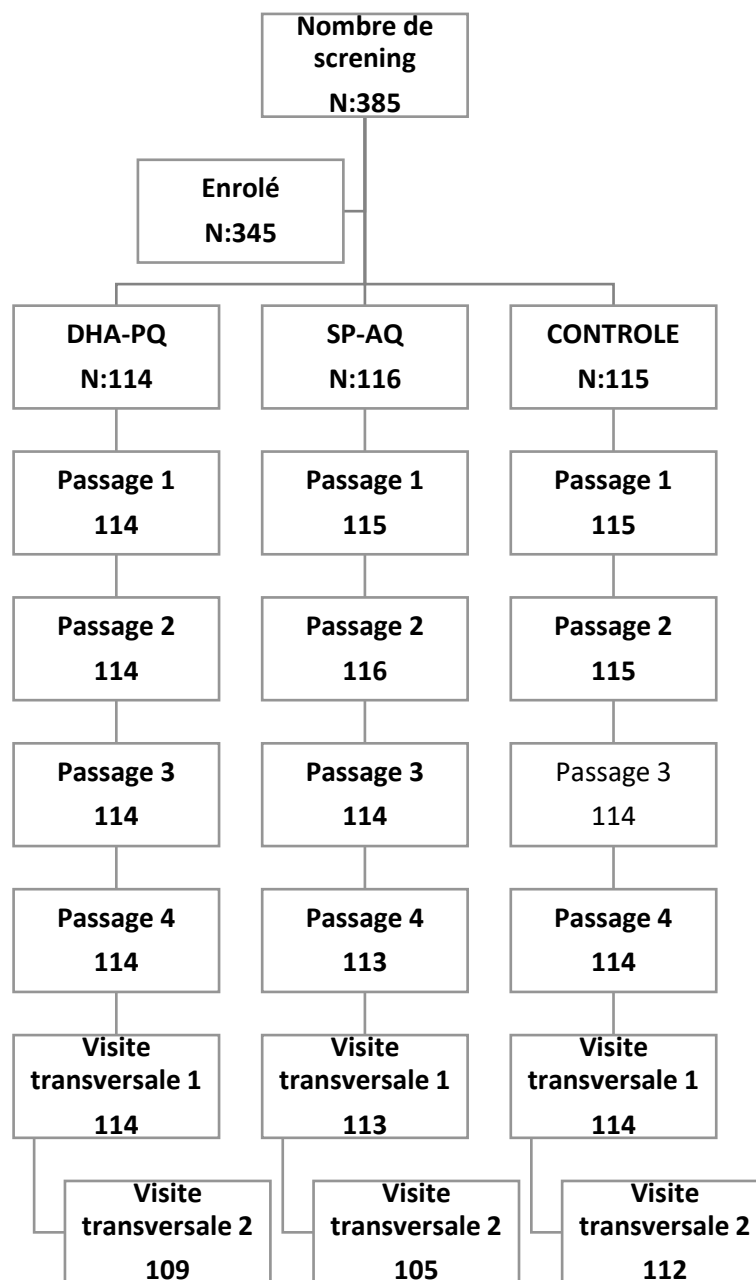 Nombre de
screning
N:385
Enrolé
N:345
DHA-PQ
N:114
SP-AQ
N:116
CONTROLE
N:115
Passage 1
114
Passage 1
115
Passage 1
115
Passage 2
114
Passage 2
116
Passage 2
115
Passage 3
114
Passage 3
114
Passage 3
114
Passage 4
114
Passage 4
113
Passage 4
114
Visite
transversale 1
114
Visite
transversale 1
113
Visite
transversale 1
114
Visite
transversale 2
109
Visite
transversale 2
105
Visite
transversale 2
112